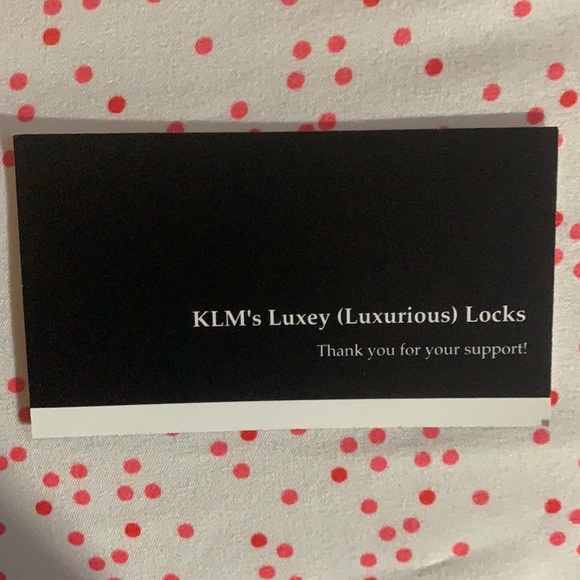 KLM's Luxey (Luxurious) Locks
Thank you for your support!